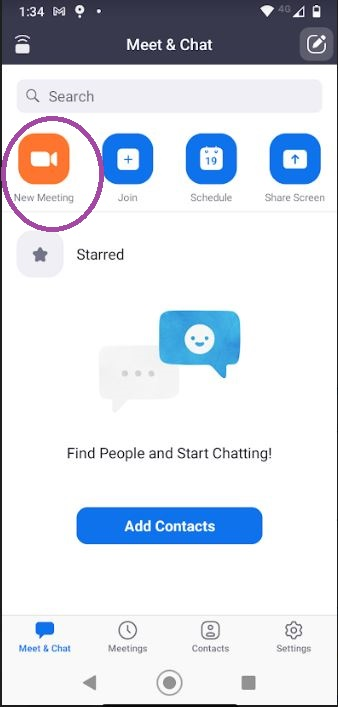 1:34
4G
Meet & Chat
Search
19
New Meeting
Join
Schedule
Share Screen
Starred
Find People and Start Chatting!
Add Contacts
Meet & Chat
Meetings
Contacts
Settings